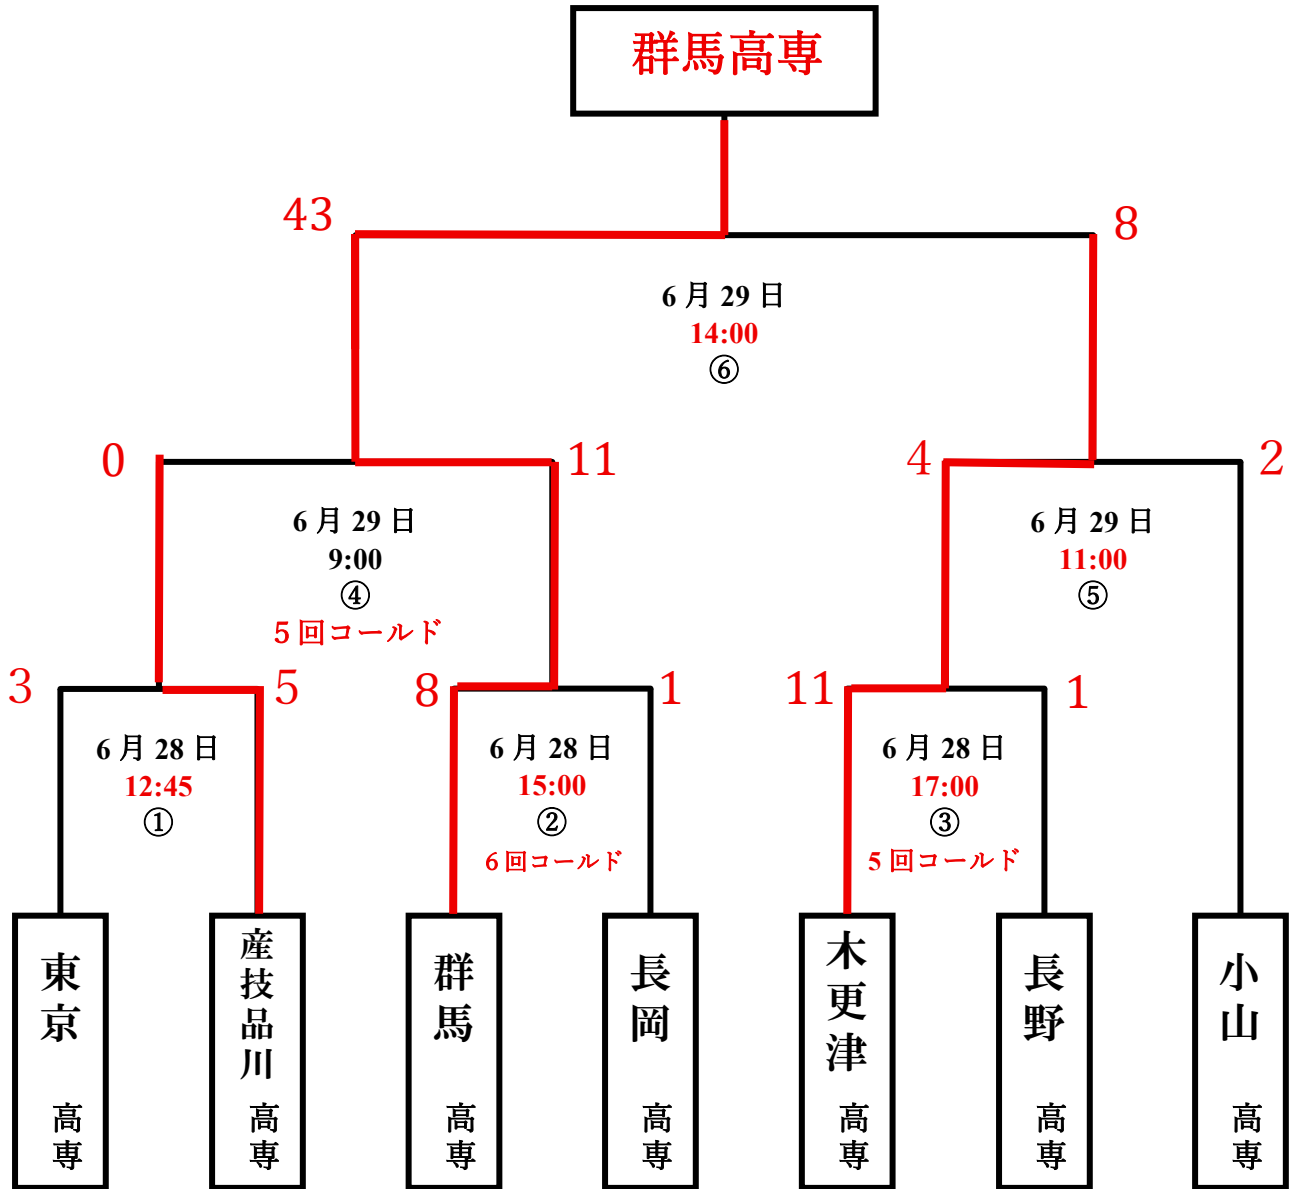 群馬高専
43
8
6月29日
14:00
⑥
0
11
4
2
6月29日
9:00
④
5回コールド
6月29日
11:00
⑤
3
5
8
1
11
1
6月28日
12:45
①
6月28日
15:00
②
6回コールド
6月28日
17:00
③
5回コールド
東京高専
産技品川高専
群馬高専
長岡高専
木更津高専
長野高専
小山高専